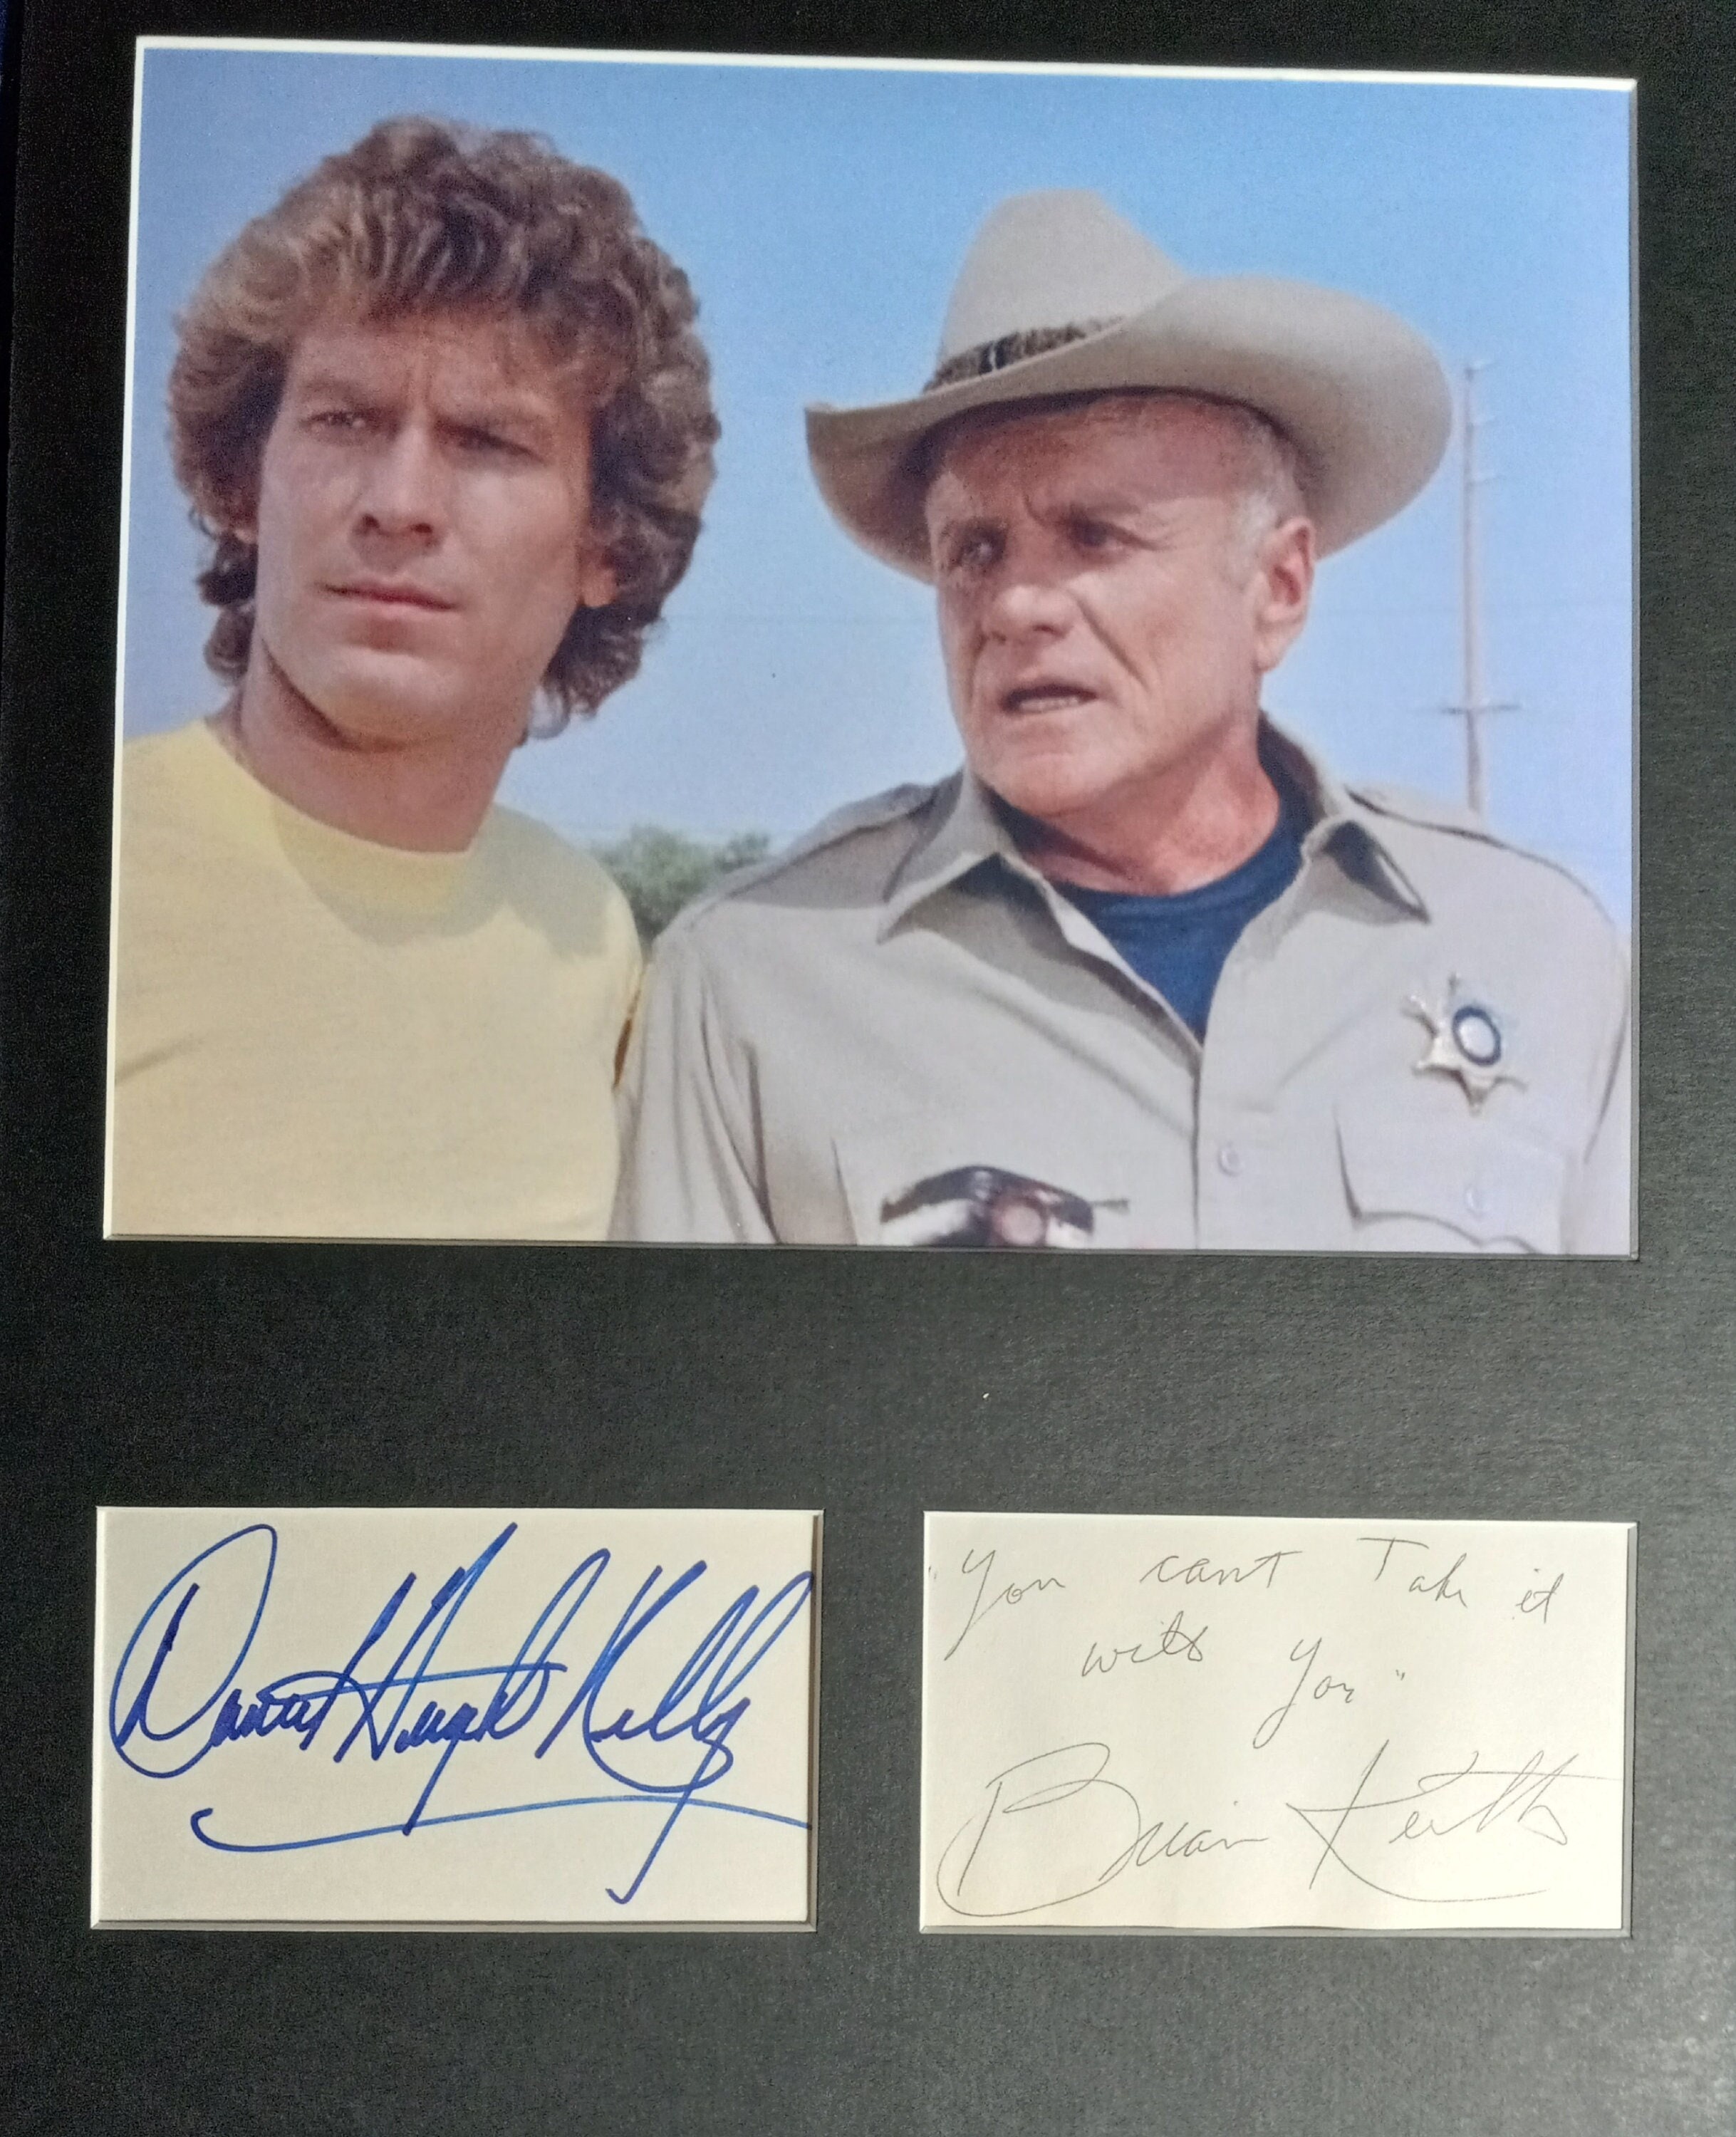 Daniel Hugh Kelly
"You cant Take it
with You"
Brian Keith